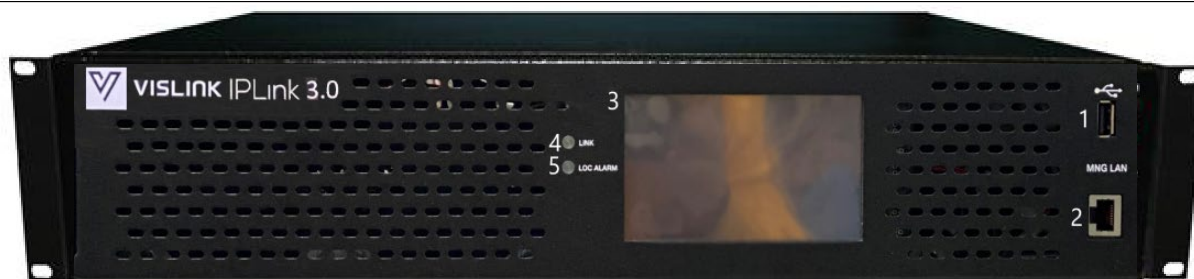 VISLINK IPLink 3.0
3
1
4 LINK
5 LOC ALARM
MNG LAN
2